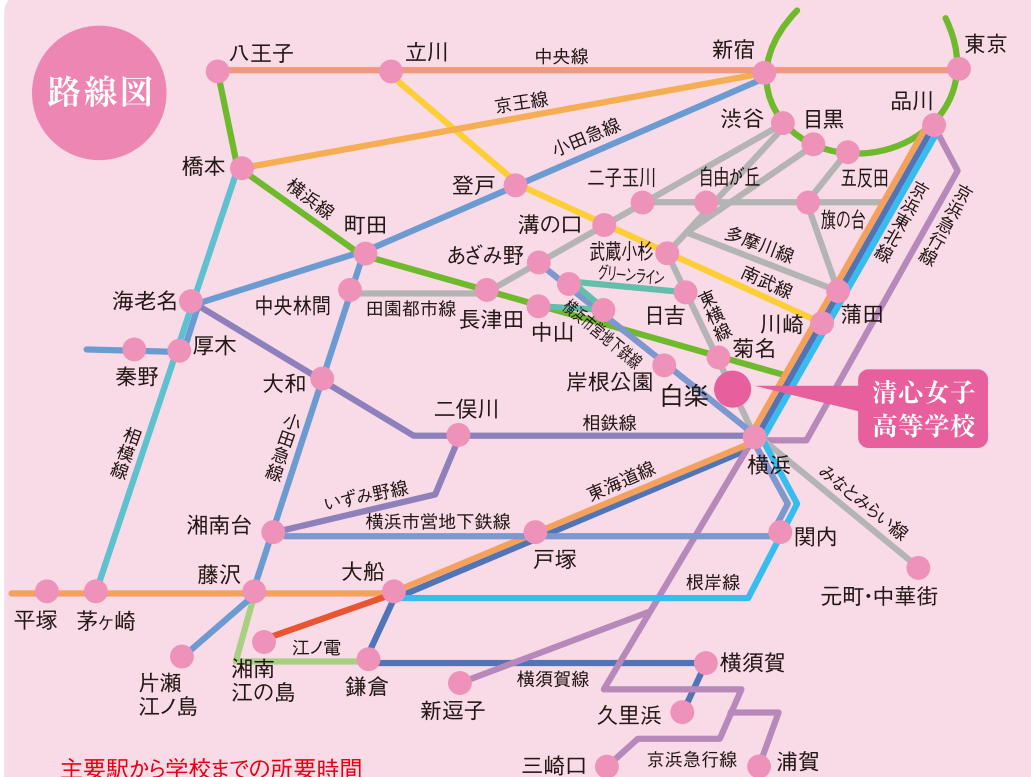 路線図
八王子
立川
中央線
新宿
東京
京王線
小田急線
渋谷
目黒
品川
橋本
横浜線
登戸
二子玉川
自由が丘
五反田
旗の台
京浜東北線
京浜急行線
町田
溝の口
あざみ野
武蔵小杉
グリーンライン
多摩川線
南武線
海老名
中央林間
田園都市線
長津田
中山
横浜市営地下鉄線
日吉
東横線
川崎
蒲田
厚木
秦野
大和
岸根公園
菊名
白楽
清心女子
高等学校
二俣川
相鉄線
横浜
相模線
小田急線
いずみ野線
東海道線
みなとみらい線
湘南台
横浜市営地下鉄線
戸塚
関内
藤沢
大船
根岸線
元町・中華街
平塚
茅ヶ崎
江ノ電
湘南
江の島
鎌倉
横須賀
片瀬
江ノ島
新逗子
横須賀線
久里浜
三崎口
京浜急行線
浦賀
主要駅から学校までの所要時間